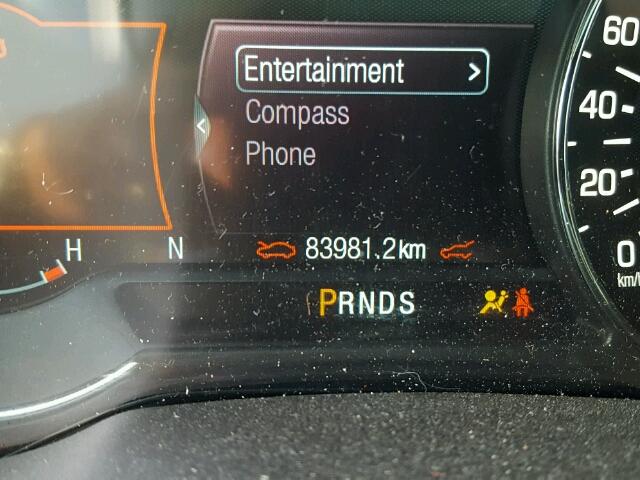 Entertainment >
Compass
Phone
60
40
20
0
km/h
H
N
83981.2km
PRNDS